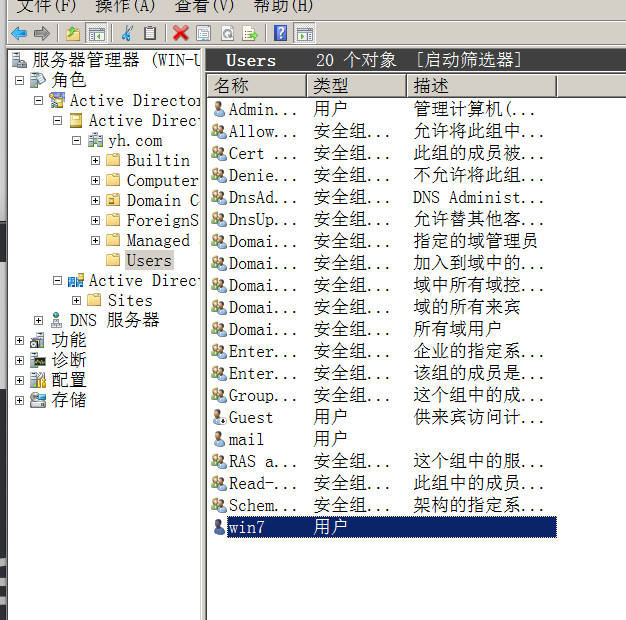 文件(F) 操作(A) 查看(V) 帮助(H)
服务器管理器 (WIN-U
角色
Active Director
Active Direct
yh.com
Builtin
Computer
Domain C
ForeignS
Managed
Users
Active Direct
Sites
DNS 服务器
功能
诊断
配置
存储
Users 20 个对象 [启动筛选器]
名称 类型 描述
Admin... 用户 管理计算机(...
Allow... 安全组... 允许将此组中...
Cert ... 安全组... 此组的成员被...
Denie... 安全组... 不允许将此组...
DnsAd... 安全组... DNS Administ...
DnsUp... 安全组... 允许替其他客...
Domai... 安全组... 指定的域管理员
Domai... 安全组... 加入到域中的...
Domai... 安全组... 域中所有域控...
Domai... 安全组... 域的所有来宾
Domai... 安全组... 所有域用户
Enter... 安全组... 企业的指定系...
Enter... 安全组... 该组的成员是...
Group... 安全组... 这个组中的成...
Guest 用户 供来宾访问计...
mail 用户
RAS a... 安全组... 这个组中的服...
Read-... 安全组... 此组中的成员...
Schem... 安全组... 架构的指定系...
win7 用户